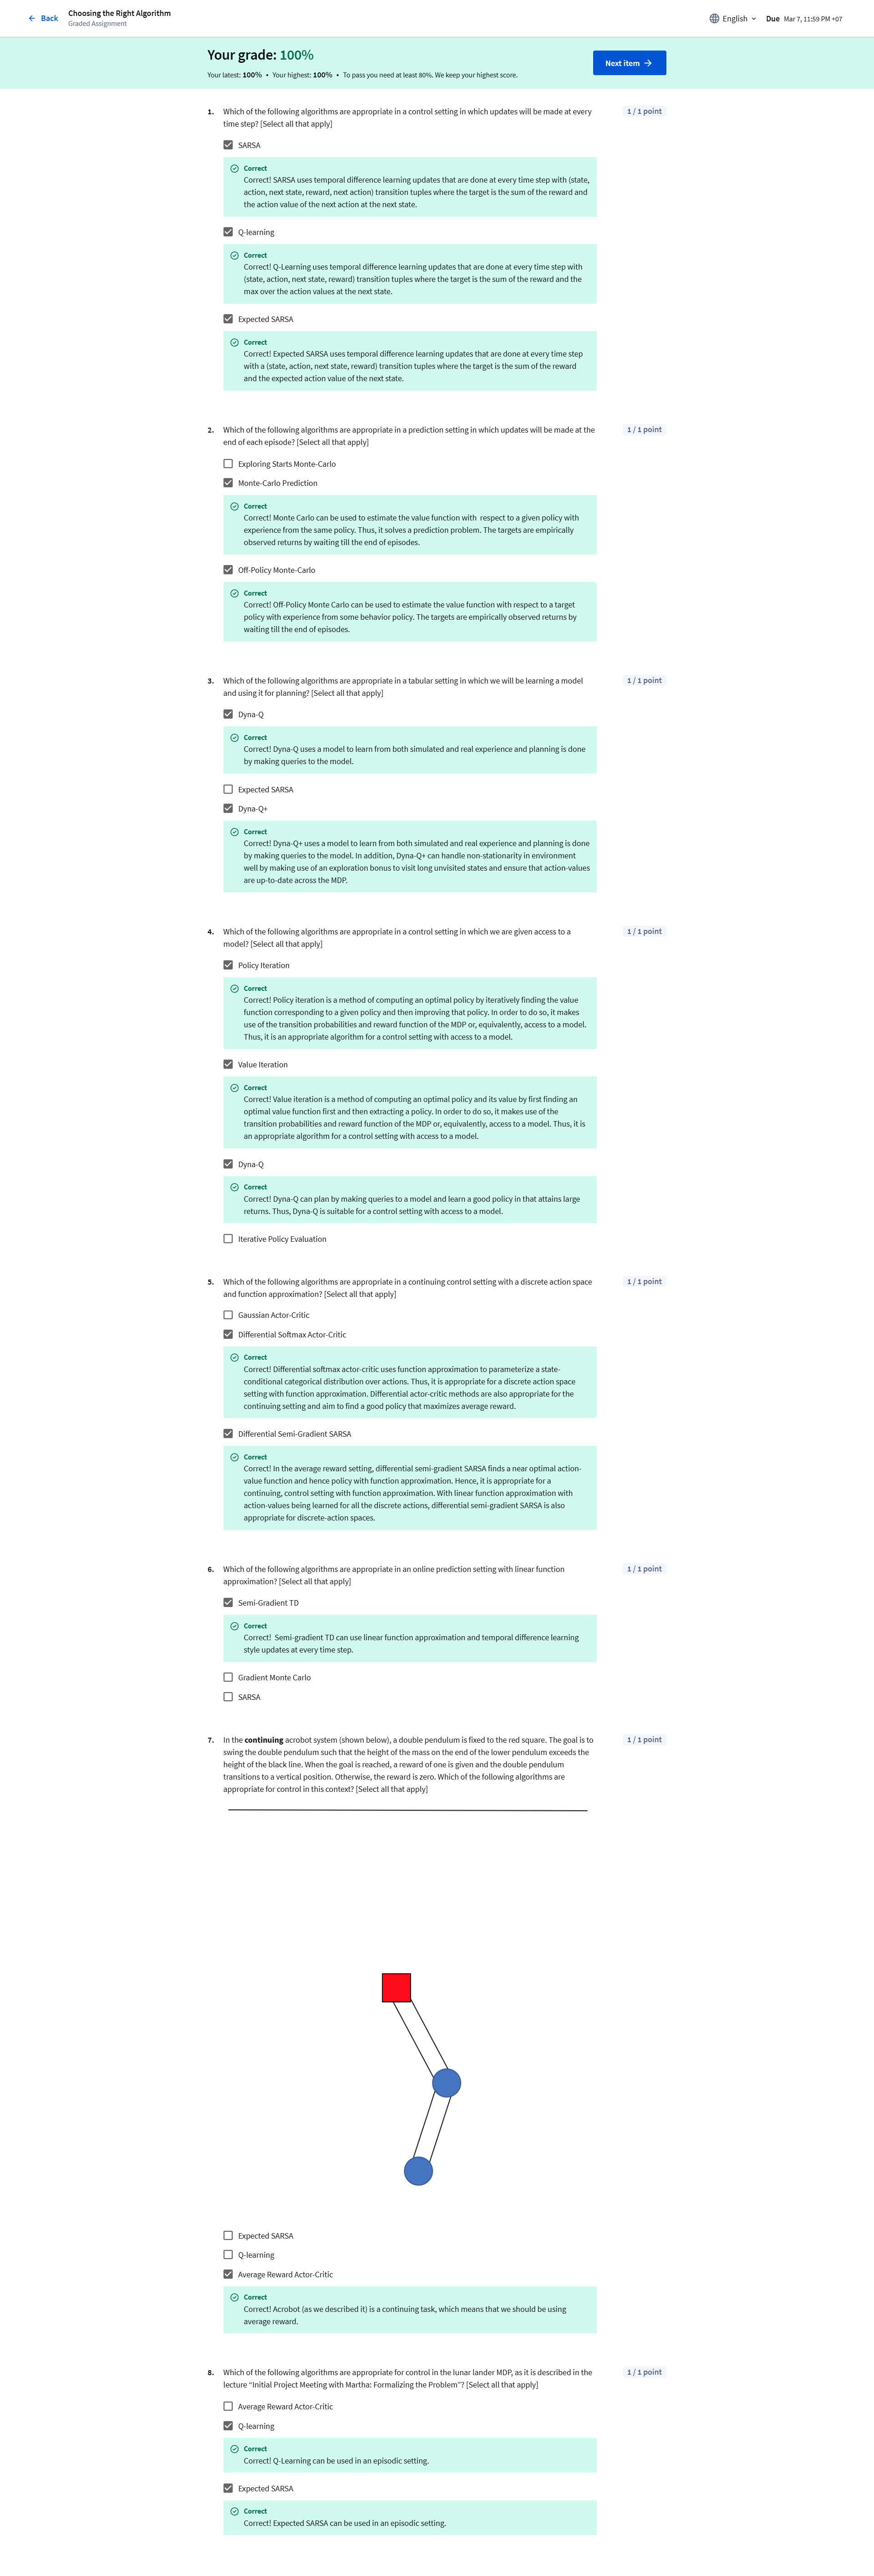 Back
Choosing the Right Algorithm
Graded Assignment
English
Due Mar 7, 11:59 PM +07
Your grade: 100%
Your latest: 100% • Your highest: 100% • To pass you need at least 80%. We keep your highest score.
Next item
1. Which of the following algorithms are appropriate in a control setting in which updates will be made at every
time step? [Select all that apply]
1 / 1 point
SARSA
Correct
Correct! SARSA uses temporal difference learning updates that are done at every time step with (state,
action, next state, reward, next action) transition tuples where the target is the sum of the reward and
the action value of the next action at the next state.
Q-learning
Correct
Correct! Q-Learning uses temporal difference learning updates that are done at every time step with
(state, action, next state, reward) transition tuples where the target is the sum of the reward and the
max over the action values at the next state.
Expected SARSA
Correct
Correct! Expected SARSA uses temporal difference learning updates that are done at every time step
with a (state, action, next state, reward) transition tuples where the target is the sum of the reward
and the expected action value of the next state.
2. Which of the following algorithms are appropriate in a prediction setting in which updates will be made at the
end of each episode? [Select all that apply]
1 / 1 point
Exploring Starts Monte-Carlo
Monte-Carlo Prediction
Correct
Correct! Monte Carlo can be used to estimate the value function with respect to a given policy with
experience from the same policy. Thus, it solves a prediction problem. The targets are empirically
observed returns by waiting till the end of episodes.
Off-Policy Monte-Carlo
Correct
Correct! Off-Policy Monte Carlo can be used to estimate the value function with respect to a target
policy with experience from some behavior policy. The targets are empirically observed returns by
waiting till the end of episodes.
3. Which of the following algorithms are appropriate in a tabular setting in which we will be learning a model
and using it for planning? [Select all that apply]
1 / 1 point
Dyna-Q
Correct
Correct! Dyna-Q uses a model to learn from both simulated and real experience and planning is done
by making queries to the model.
Expected SARSA
Dyna-Q+
Correct
Correct! Dyna-Q+ uses a model to learn from both simulated and real experience and planning is done
by making queries to the model. In addition, Dyna-Q+ can handle non-stationarity in environment
well by making use of an exploration bonus to visit long unvisited states and ensure that action-values
are up-to-date across the MDP.
4. Which of the following algorithms are appropriate in a control setting in which we are given access to a
model? [Select all that apply]
1 / 1 point
Policy Iteration
Correct
Correct! Policy iteration is a method of computing an optimal policy by iteratively finding the value
function corresponding to a given policy and then improving that policy. In order to do so, it makes
use of the transition probabilities and reward function of the MDP or, equivalently, access to a model.
Thus, it is an appropriate algorithm for a control setting with access to a model.
Value Iteration
Correct
Correct! Value iteration is a method of computing an optimal policy and its value by first finding an
optimal value function first and then extracting a policy. In order to do so, it makes use of the
transition probabilities and reward function of the MDP or, equivalently, access to a model. Thus, it is
an appropriate algorithm for a control setting with access to a model.
Dyna-Q
Correct
Correct! Dyna-Q can plan by making queries to a model and learn a good policy in that attains large
returns. Thus, Dyna-Q is suitable for a control setting with access to a model.
Iterative Policy Evaluation
5. Which of the following algorithms are appropriate in a continuing control setting with a discrete action space
and function approximation? [Select all that apply]
1 / 1 point
Gaussian Actor-Critic
Differential Softmax Actor-Critic
Correct
Correct! Differential softmax actor-critic uses function approximation to parameterize a state-
conditional categorical distribution over actions. Thus, it is appropriate for a discrete action space
setting with function approximation. Differential actor-critic methods are also appropriate for the
continuing setting and aim to find a good policy that maximizes average reward.
Differential Semi-Gradient SARSA
Correct
Correct! In the average reward setting, differential semi-gradient SARSA finds a near optimal action-
value function and hence policy with function approximation. Hence, it is appropriate for a
continuing, control setting with function approximation. With linear function approximation with
action-values being learned for all the discrete actions, differential semi-gradient SARSA is also
appropriate for discrete-action spaces.
6. Which of the following algorithms are appropriate in an online prediction setting with linear function
approximation? [Select all that apply]
1 / 1 point
Semi-Gradient TD
Correct
Correct! Semi-gradient TD can use linear function approximation and temporal difference learning
style updates at every time step.
Gradient Monte Carlo
SARSA
7. In the continuing acrobot system (shown below), a double pendulum is fixed to the red square. The goal is to
swing the double pendulum such that the height of the mass on the end of the lower pendulum exceeds the
height of the black line. When the goal is reached, a reward of one is given and the double pendulum
transitions to a vertical position. Otherwise, the reward is zero. Which of the following algorithms are
appropriate for control in this context? [Select all that apply]
1 / 1 point
Expected SARSA
Q-learning
Average Reward Actor-Critic
Correct
Correct! Acrobot (as we described it) is a continuing task, which means that we should be using
average reward.
8. Which of the following algorithms are appropriate for control in the lunar lander MDP, as it is described in the
lecture “Initial Project Meeting with Martha: Formalizing the Problem”? [Select all that apply]
1 / 1 point
Average Reward Actor-Critic
Q-learning
Correct
Correct! Q-Learning can be used in an episodic setting.
Expected SARSA
Correct
Correct! Expected SARSA can be used in an episodic setting.